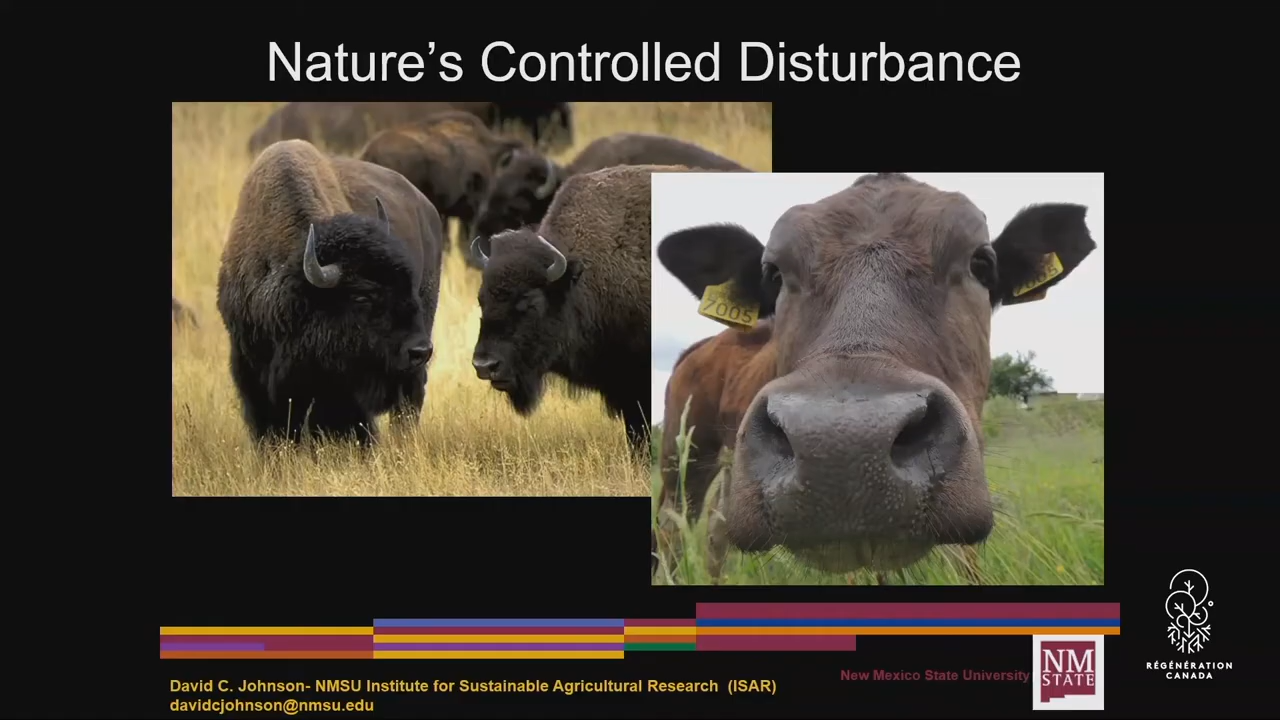 Nature's Controlled Disturbance
7005
David C. Johnson- NMSU Institute for Sustainable Agricultural Research (ISAR)
davidcjohnson@nmsu.edu
New Mexico State University
NM
STATE
RÉGÉNÉRATION
CANADA